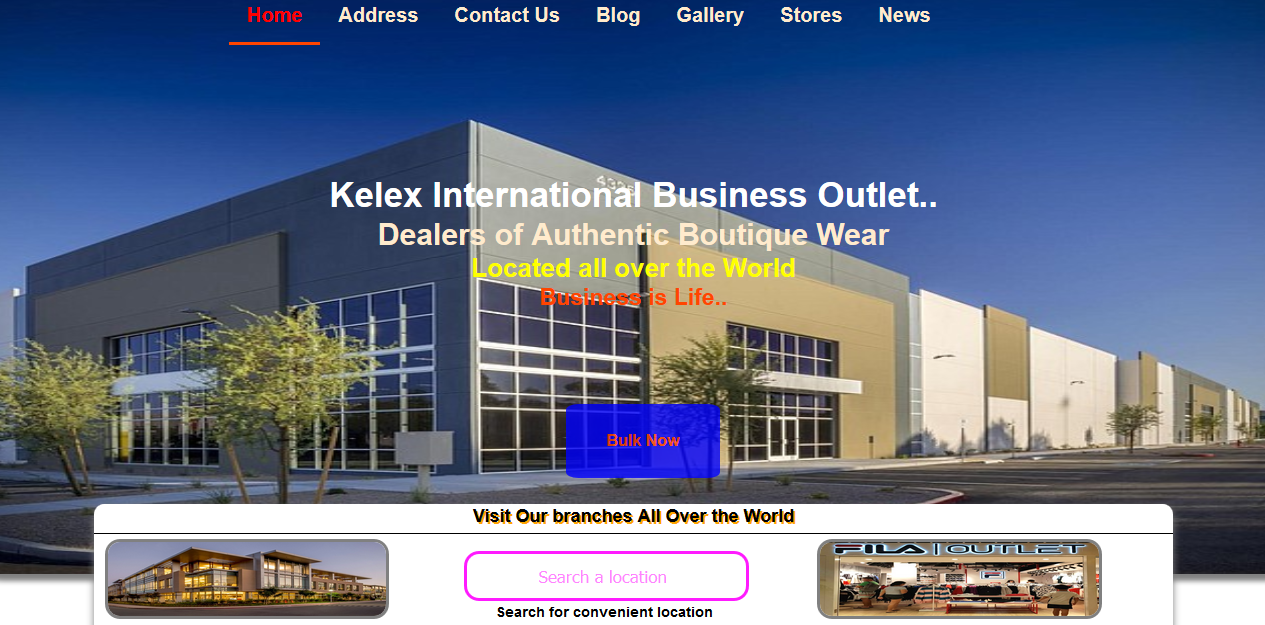 Home Address Contact Us Blog Gallery Stores News
4325
Kelex International Business Outlet..
Dealers of Authentic Boutique Wear
Located all over the World
Business is Life..
Bulk Now
Visit Our branches All Over the World
FILA OUTLET
Search a location
Search for convenient location